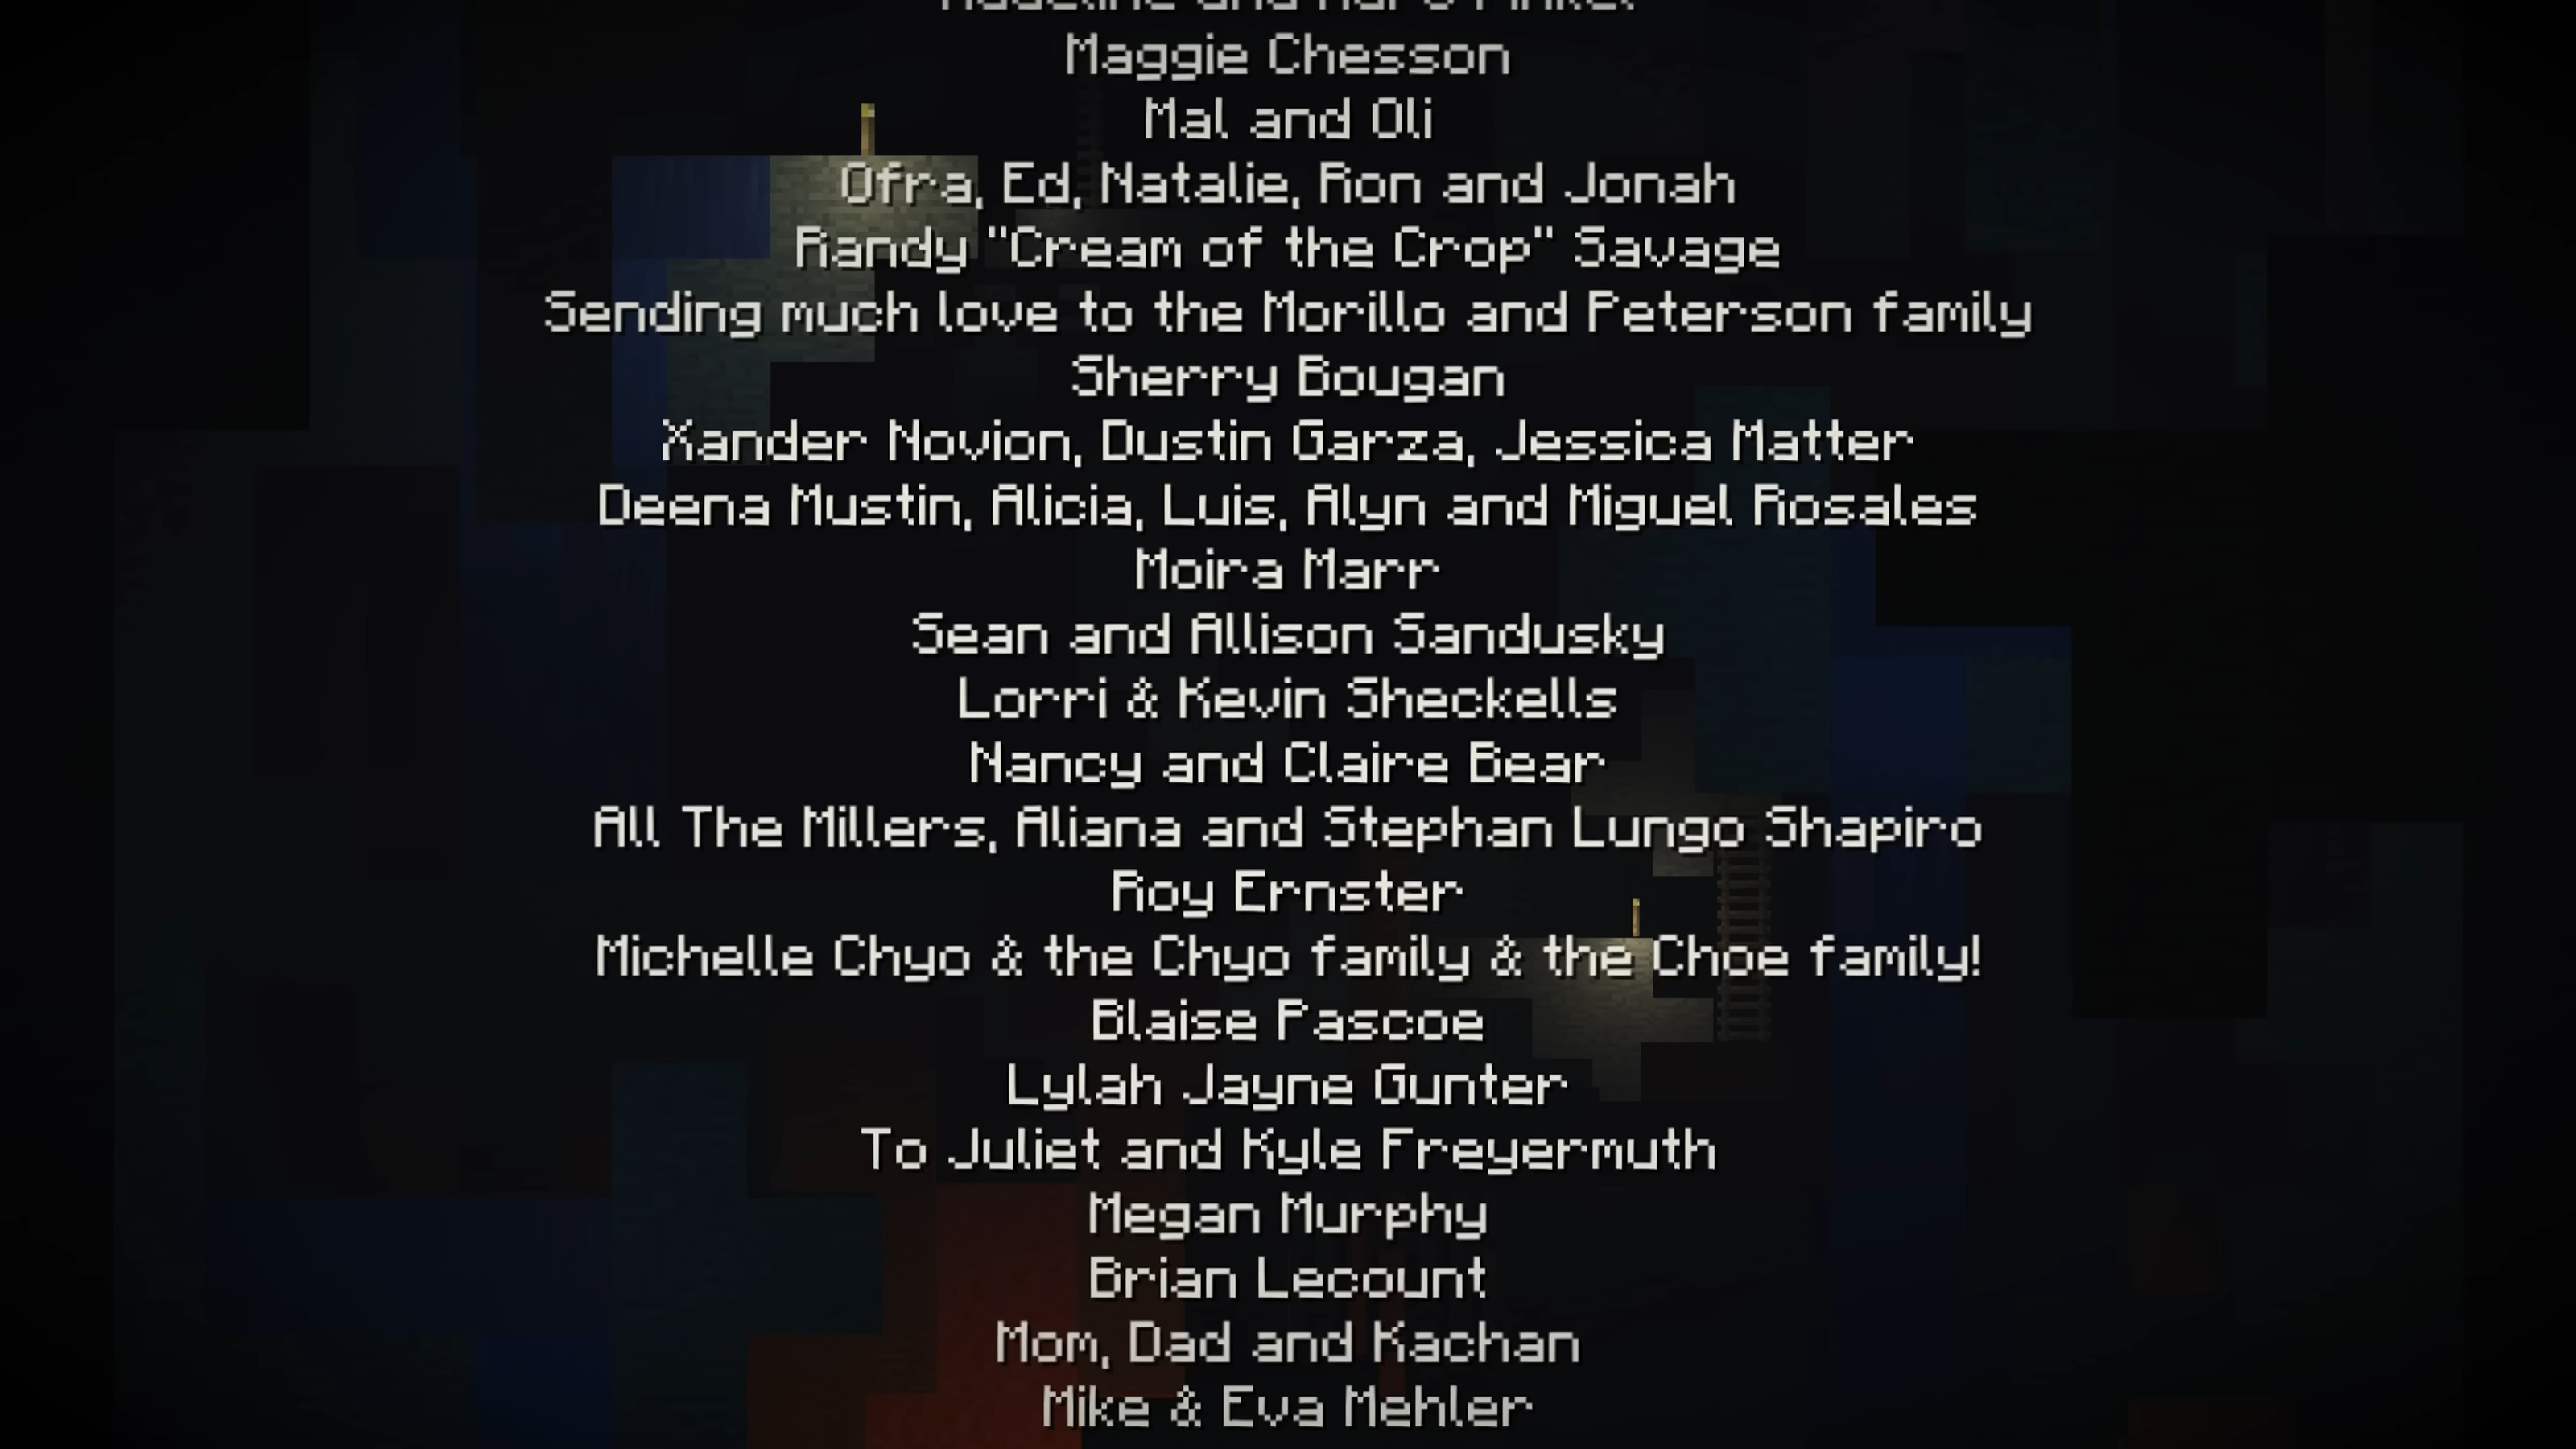 Maggie Chesson
Mal and Oli
Ofra, Ed, Natalie, Ron and Jonah
Randy "Cream of the Crop" Savage
Sending much love to the Morillo and Peterson family
Sherry Bougan
Xander Novion, Dustin Garza, Jessica Matter
Deena Mustin, Alicia, Luis, Alyn and Miguel Rosales
Moira Marr
Sean and Allison Sandusky
Lorri & Kevin Sheckells
Nancy and Claire Bear
All The Millers, Aliana and Stephan Lungo Shapiro
Roy Ernster
Michelle Chyo & the Chyo family & the Choe family!
Blaise Pascoe
Lylah Jayne Gunter
To Juliet and Kyle Freyermuth
Megan Murphy
Brian Lecount
Mom, Dad and Kachan
Mike & Eva Mehler